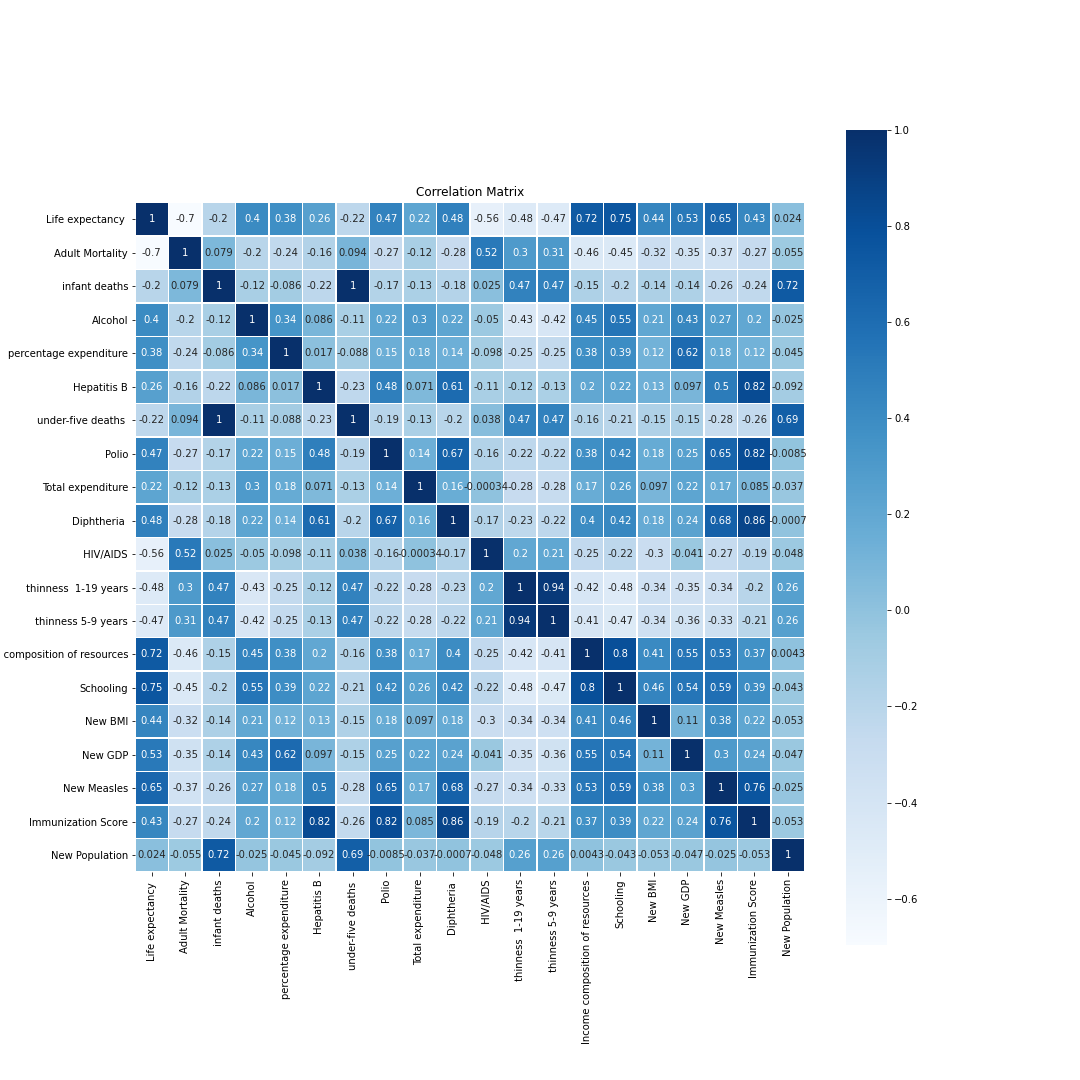 Correlation Matrix
Life expectancy 1 -0.7 -0.2 0.4 0.38 0.26 -0.22 0.47 0.22 0.48 -0.56 -0.48 -0.47 0.72 0.75 0.44 0.53 0.65 0.43 0.024
Adult Mortality -0.7 1 0.079 -0.2 -0.24 -0.16 0.094 -0.27 -0.12 -0.28 0.52 0.3 0.31 -0.46 -0.45 -0.32 -0.35 -0.37 -0.27 -0.055
infant deaths -0.2 0.079 1 -0.12 -0.086 -0.22 1 -0.17 -0.13 -0.18 0.025 0.47 0.47 -0.15 -0.2 -0.14 -0.14 -0.26 -0.24 0.72
Alcohol 0.4 -0.2 -0.12 1 0.34 0.086 -0.11 0.22 0.3 0.22 -0.05 -0.43 -0.42 0.45 0.55 0.21 0.43 0.27 0.2 -0.025
percentage expenditure 0.38 -0.24 -0.086 0.34 1 0.017 -0.088 0.15 0.18 0.14 -0.098 -0.25 -0.25 0.38 0.39 0.12 0.62 0.18 0.12 -0.045
Hepatitis B 0.26 -0.16 -0.22 0.086 0.017 1 -0.23 0.48 0.071 0.61 -0.11 -0.12 -0.13 0.2 0.22 0.13 0.097 0.5 0.82 -0.092
under-five deaths -0.22 0.094 1 -0.11 -0.088 -0.23 1 -0.19 -0.13 -0.2 0.038 0.47 0.47 -0.16 -0.21 -0.15 -0.15 -0.28 -0.26 0.69
Polio 0.47 -0.27 -0.17 0.22 0.15 0.48 -0.19 1 0.14 0.67 -0.16 -0.22 -0.22 0.38 0.42 0.18 0.25 0.65 0.82 -0.0085
Total expenditure 0.22 -0.12 -0.13 0.3 0.18 0.071 -0.13 0.14 1 0.16 -0.00034 -0.28 -0.28 0.17 0.26 0.097 0.22 0.17 0.085 -0.037
Diphtheria 0.48 -0.28 -0.18 0.22 0.14 0.61 -0.2 0.67 0.16 1 -0.17 -0.23 -0.22 0.4 0.42 0.18 0.24 0.68 0.86 -0.0007
HIV/AIDS -0.56 0.52 0.025 -0.05 -0.098 -0.11 0.038 -0.16 -0.00034 -0.17 1 0.2 0.21 -0.25 -0.22 -0.3 -0.041 -0.27 -0.19 -0.048
thinness 1-19 years -0.48 0.3 0.47 -0.43 -0.25 -0.12 0.47 -0.22 -0.28 -0.23 0.2 1 0.94 -0.42 -0.48 -0.34 -0.35 -0.34 -0.2 0.26
thinness 5-9 years -0.47 0.31 0.47 -0.42 -0.25 -0.13 0.47 -0.22 -0.28 -0.22 0.21 0.94 1 -0.41 -0.47 -0.34 -0.36 -0.33 -0.21 0.26
composition of resources 0.72 -0.46 -0.15 0.45 0.38 0.2 -0.16 0.38 0.17 0.4 -0.25 -0.42 -0.41 1 0.8 0.41 0.55 0.53 0.37 0.0043
Schooling 0.75 -0.45 -0.2 0.55 0.39 0.22 -0.21 0.42 0.26 0.42 -0.22 -0.48 -0.47 0.8 1 0.46 0.54 0.59 0.39 -0.043
New BMI 0.44 -0.32 -0.14 0.21 0.12 0.13 -0.15 0.18 0.097 0.18 -0.3 -0.34 -0.34 0.41 0.46 1 0.11 0.38 0.22 -0.053
New GDP 0.53 -0.35 -0.14 0.43 0.62 0.097 -0.15 0.25 0.22 0.24 -0.041 -0.35 -0.36 0.55 0.54 0.11 1 0.3 0.24 -0.047
New Measles 0.65 -0.37 -0.26 0.27 0.18 0.5 -0.28 0.65 0.17 0.68 -0.27 -0.34 -0.33 0.53 0.59 0.38 0.3 1 0.76 -0.025
Immunization Score 0.43 -0.27 -0.24 0.2 0.12 0.82 -0.26 0.82 0.085 0.86 -0.19 -0.2 -0.21 0.37 0.39 0.22 0.24 0.76 1 -0.053
New Population 0.024 -0.055 0.72 -0.025 -0.045 -0.092 0.69 -0.0085 -0.037 -0.0007 -0.048 0.26 0.26 0.0043 -0.043 -0.053 -0.047 -0.025 -0.053 1
Life expectancy
Adult Mortality
infant deaths
Alcohol
percentage expenditure
Hepatitis B
under-five deaths
Polio
Total expenditure
Diphtheria
HIV/AIDS
thinness 1-19 years
thinness 5-9 years
Income composition of resources
Schooling
New BMI
New GDP
New Measles
Immunization Score
New Population
1.0
0.8
0.6
0.4
0.2
0.0
−0.2
−0.4
−0.6